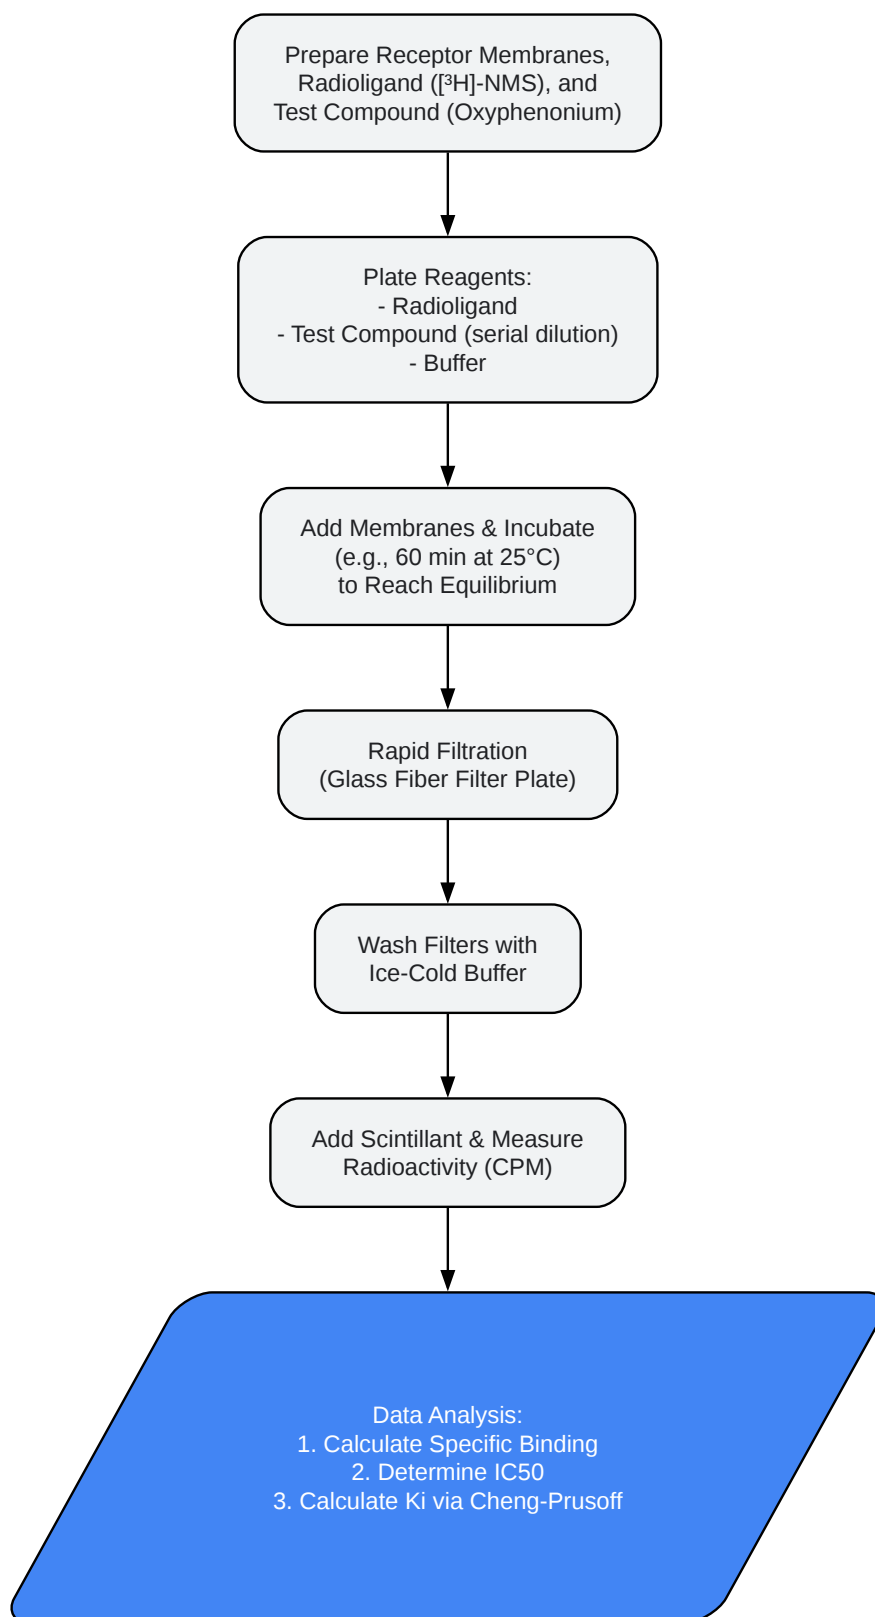 Prepare Receptor Membranes,
Radioligand ([³H]-NMS), and
Test Compound (Oxyphenonium)
Plate Reagents:
- Radioligand
- Test Compound (serial dilution)
- Buffer
Add Membranes & Incubate
(e.g., 60 min at 25°C)
to Reach Equilibrium
Rapid Filtration
(Glass Fiber Filter Plate)
Wash Filters with
Ice-Cold Buffer
Add Scintillant & Measure
Radioactivity (CPM)
Data Analysis:
1. Calculate Specific Binding
2. Determine IC50
3. Calculate Ki via Cheng-Prusoff